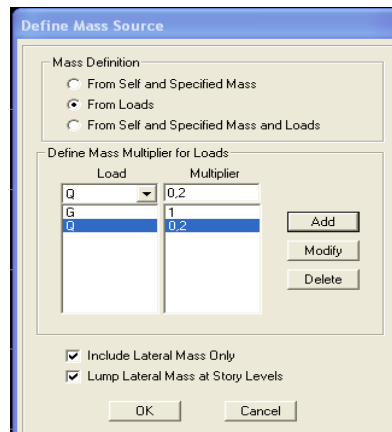 Define Mass Source
Mass Definition
From Self and Specified Mass
From Loads
From Self and Specified Mass and Loads
Define Mass Multiplier for Loads
Load Multiplier
Q 0,2
G 1
Q 0,2
Add
Modify
Delete
Include Lateral Mass Only
Lump Lateral Mass at Story Levels
OK Cancel